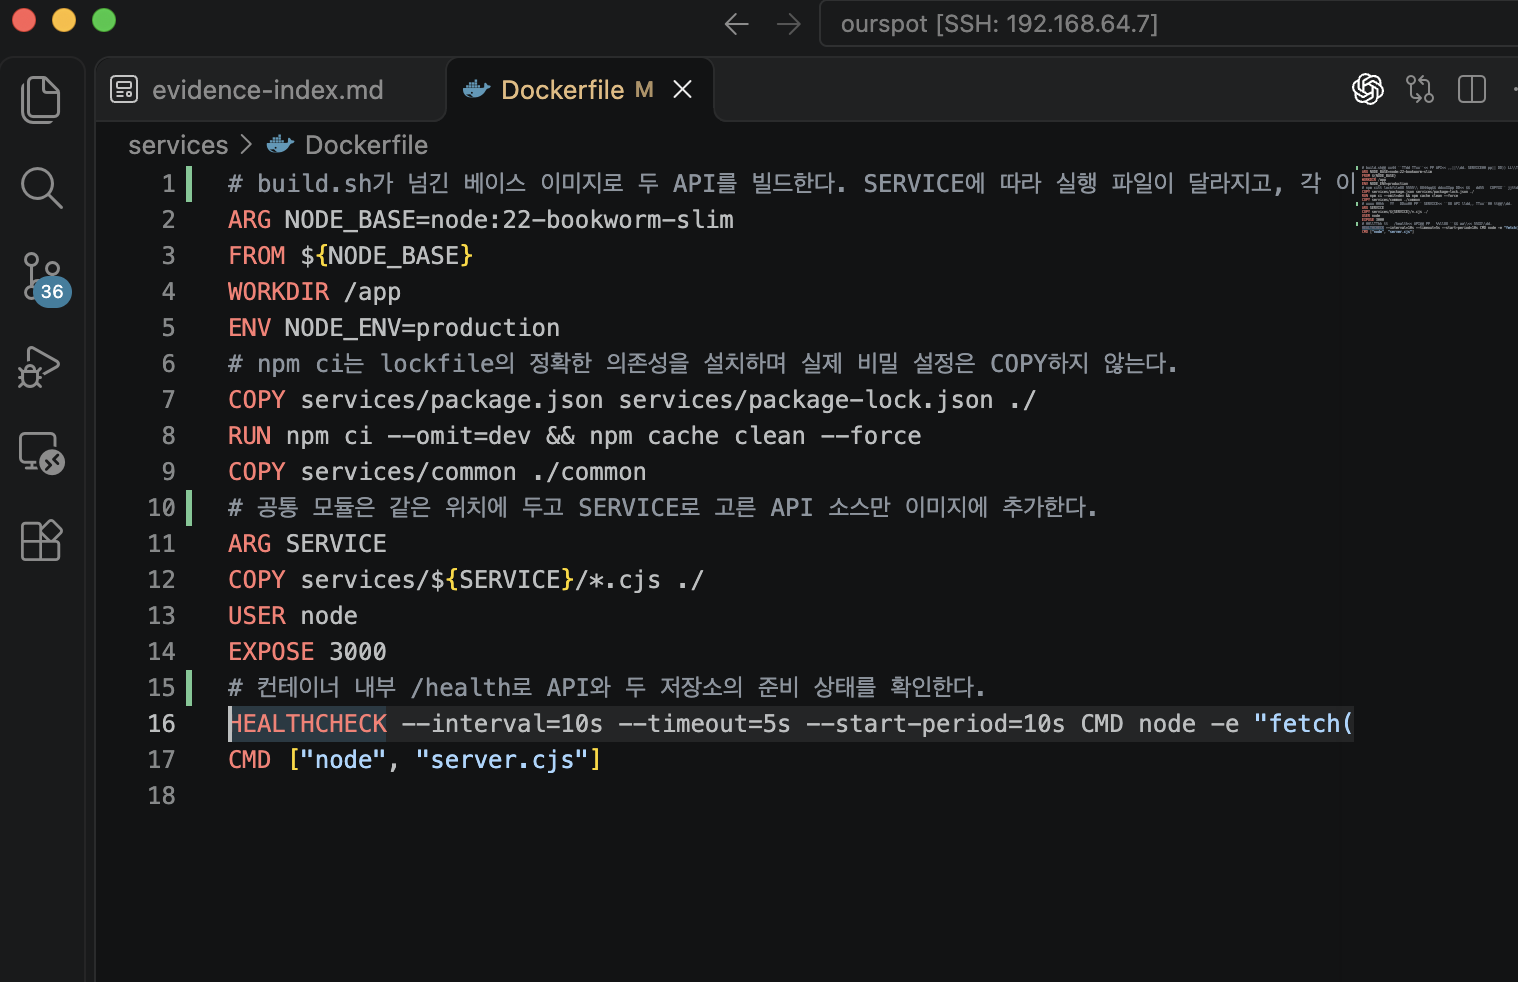 ourspot [SSH: 192.168.64.7]
evidence-index.md
Dockerfile M
services > Dockerfile
36
1 # build.sh가 넘긴 베이스 이미지로 두 API를 빌드한다. SERVICE에 따라 실행 파일이 달라지고, 각 이
2 ARG NODE_BASE=node:22-bookworm-slim
3 FROM ${NODE_BASE}
4 WORKDIR /app
5 ENV NODE_ENV=production
6 # npm ci는 lockfile의 정확한 의존성을 설치하며 실제 비밀 설정은 COPY하지 않는다.
7 COPY services/package.json services/package-lock.json ./
8 RUN npm ci --omit=dev && npm cache clean --force
9 COPY services/common ./common
10 # 공통 모듈은 같은 위치에 두고 SERVICE로 고른 API 소스만 이미지에 추가한다.
11 ARG SERVICE
12 COPY services/${SERVICE}/*.cjs ./
13 USER node
14 EXPOSE 3000
15 # 컨테이너 내부 /health로 API와 두 저장소의 준비 상태를 확인한다.
16 HEALTHCHECK --interval=10s --timeout=5s --start-period=10s CMD node -e "fetch(
17 CMD ["node", "server.cjs"]
18